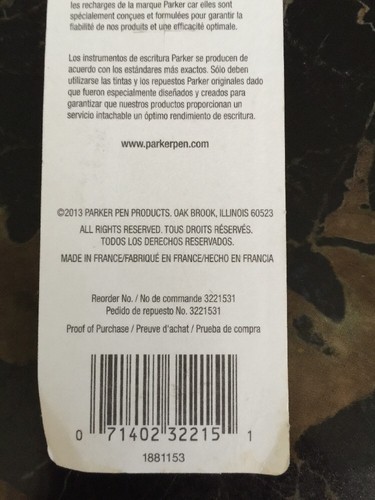 les recharges de la marque Parker car elles sont
spécialement conçues et formulées pour garantir la
fiabilité de nos produits et une efficacité optimale.
Los instrumentos de escritura Parker se producen de
acuerdo con los estándares más exactos. Sólo deben
utilizarse las tintas y los repuestos Parker originales dado
que fueron especialmente diseñados y creados para
garantizar que nuestros productos proporcionan un
servicio intachable un óptimo rendimiento de escritura.
www.parkerpen.com
©2013 PARKER PEN PRODUCTS. OAK BROOK, ILLINOIS 60523
ALL RIGHTS RESERVED. TOUS DROITS RÉSERVÉS.
TODOS LOS DERECHOS RESERVADOS.
MADE IN FRANCE/FABRIQUÉ EN FRANCE/HECHO EN FRANCIA
Reorder No. / No de commande 3221531
Pedido de repuesto No. 3221531
Proof of Purchase / Preuve d'achat / Prueba de compra
0 71402 32215 1
1881153